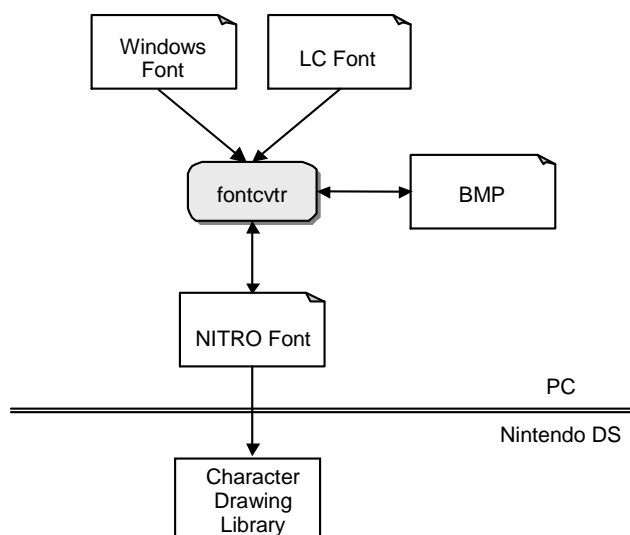 Windows
Font
LC Font
fontcvtr
BMP
NITRO Font
PC
Nintendo DS
Character
Drawing
Library